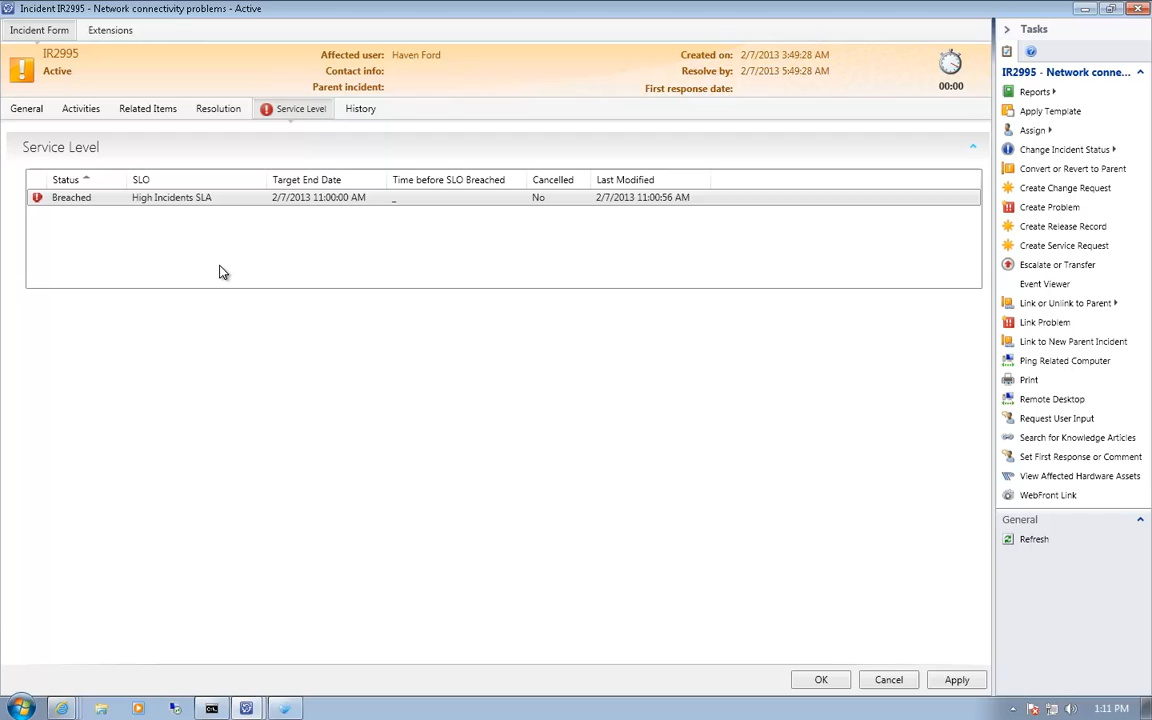 Incident IR2995 - Network connectivity problems - Active
Incident Form
Extensions
IR2995
Active
Affected user: Haven Ford
Contact info:
Parent incident:
Created on: 2/7/2013 3:49:28 AM
Resolve by: 2/7/2013 5:49:28 AM
First response date:
00:00
General
Activities
Related Items
Resolution
Service Level
History
Service Level
Status SLO Target End Date Time before SLO Breached Cancelled Last Modified
Breached High Incidents SLA 2/7/2013 11:00:00 AM _ No 2/7/2013 11:00:56 AM
OK
Cancel
Apply
Tasks
IR2995 - Network conne...
Reports
Apply Template
Assign
Change Incident Status
Convert or Revert to Parent
Create Change Request
Create Problem
Create Release Record
Create Service Request
Escalate or Transfer
Event Viewer
Link or Unlink to Parent
Link Problem
Link to New Parent Incident
Ping Related Computer
Print
Remote Desktop
Request User Input
Search for Knowledge Articles
Set First Response or Comment
View Affected Hardware Assets
WebFront Link
General
Refresh
1:11 PM